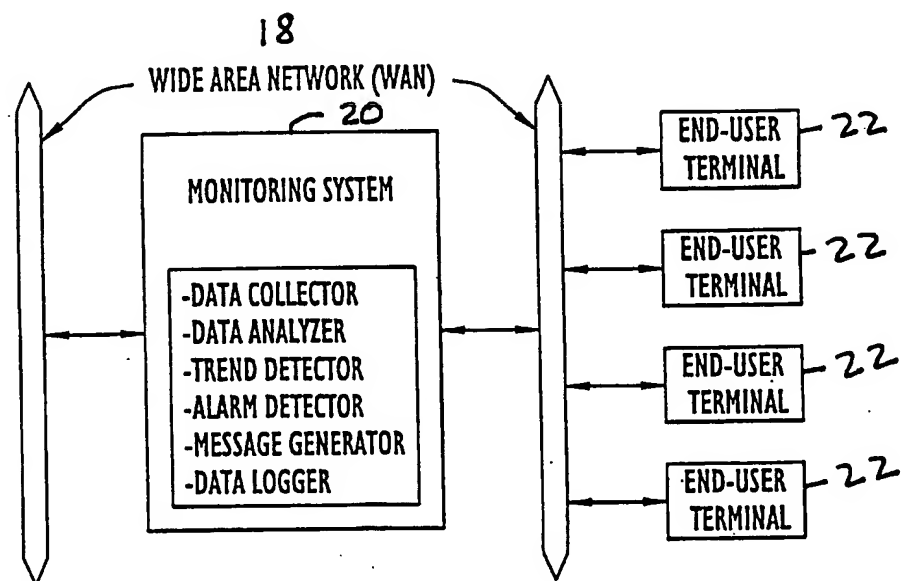 18
WIDE AREA NETWORK (WAN)
20
MONITORING SYSTEM
-DATA COLLECTOR
-DATA ANALYZER
-TREND DETECTOR
-ALARM DETECTOR
-MESSAGE GENERATOR
-DATA LOGGER
END-USER
TERMINAL
22
END-USER
TERMINAL
22
END-USER
TERMINAL
22
END-USER
TERMINAL
22